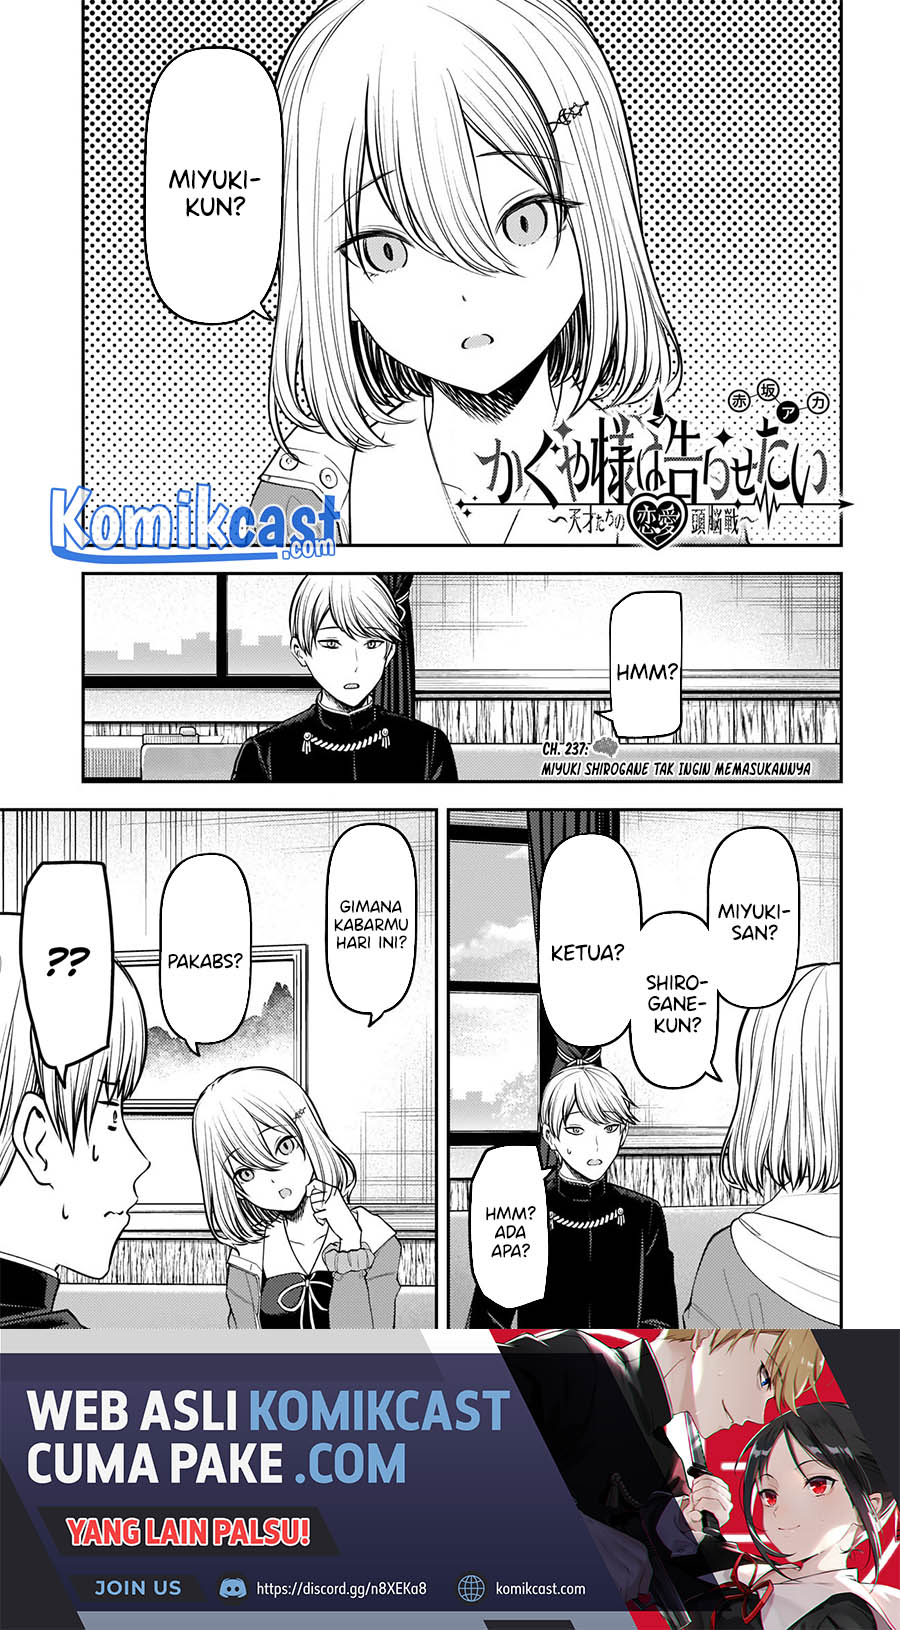 MIYUKI-
KUN?
赤坂アカ
かぐや様は告らせたい
～天才たちの恋愛頭脳戦～
Komikcast
.com
HMM?
CH. 237:
MIYUKI SHIROGANE TAK INGIN MEMASUKANNYA
MIYUKI-
SAN?
SHIRO-
GANE-
KUN?
KETUA?
HMM?
ADA
APA?
GIMANA
KABARMU
HARI INI?
PAKABS?
??
WEB ASLI KOMIKCAST
CUMA PAKE .COM
YANG LAIN PALSU!
JOIN US
https://discord.gg/n8XEKa8
komikcast.com